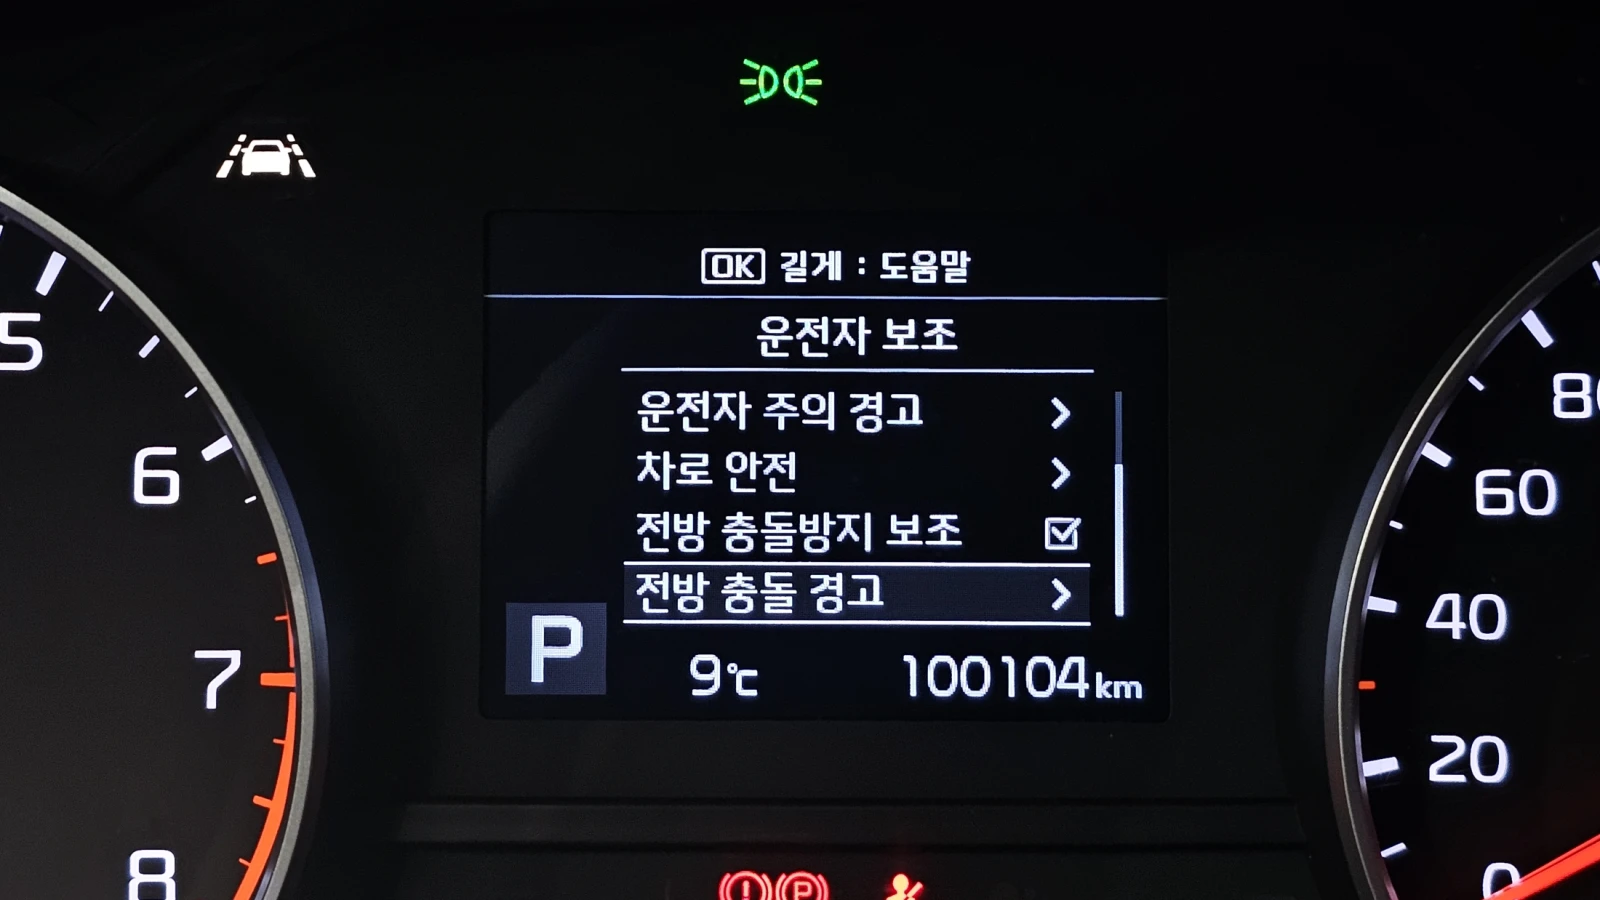 OK 길게 : 도움말
운전자 보조
운전자 주의 경고
차로 안전
전방 충돌방지 보조
전방 충돌 경고
P
9℃ 100104km
5
6
7
8
80
60
40
20
0
P